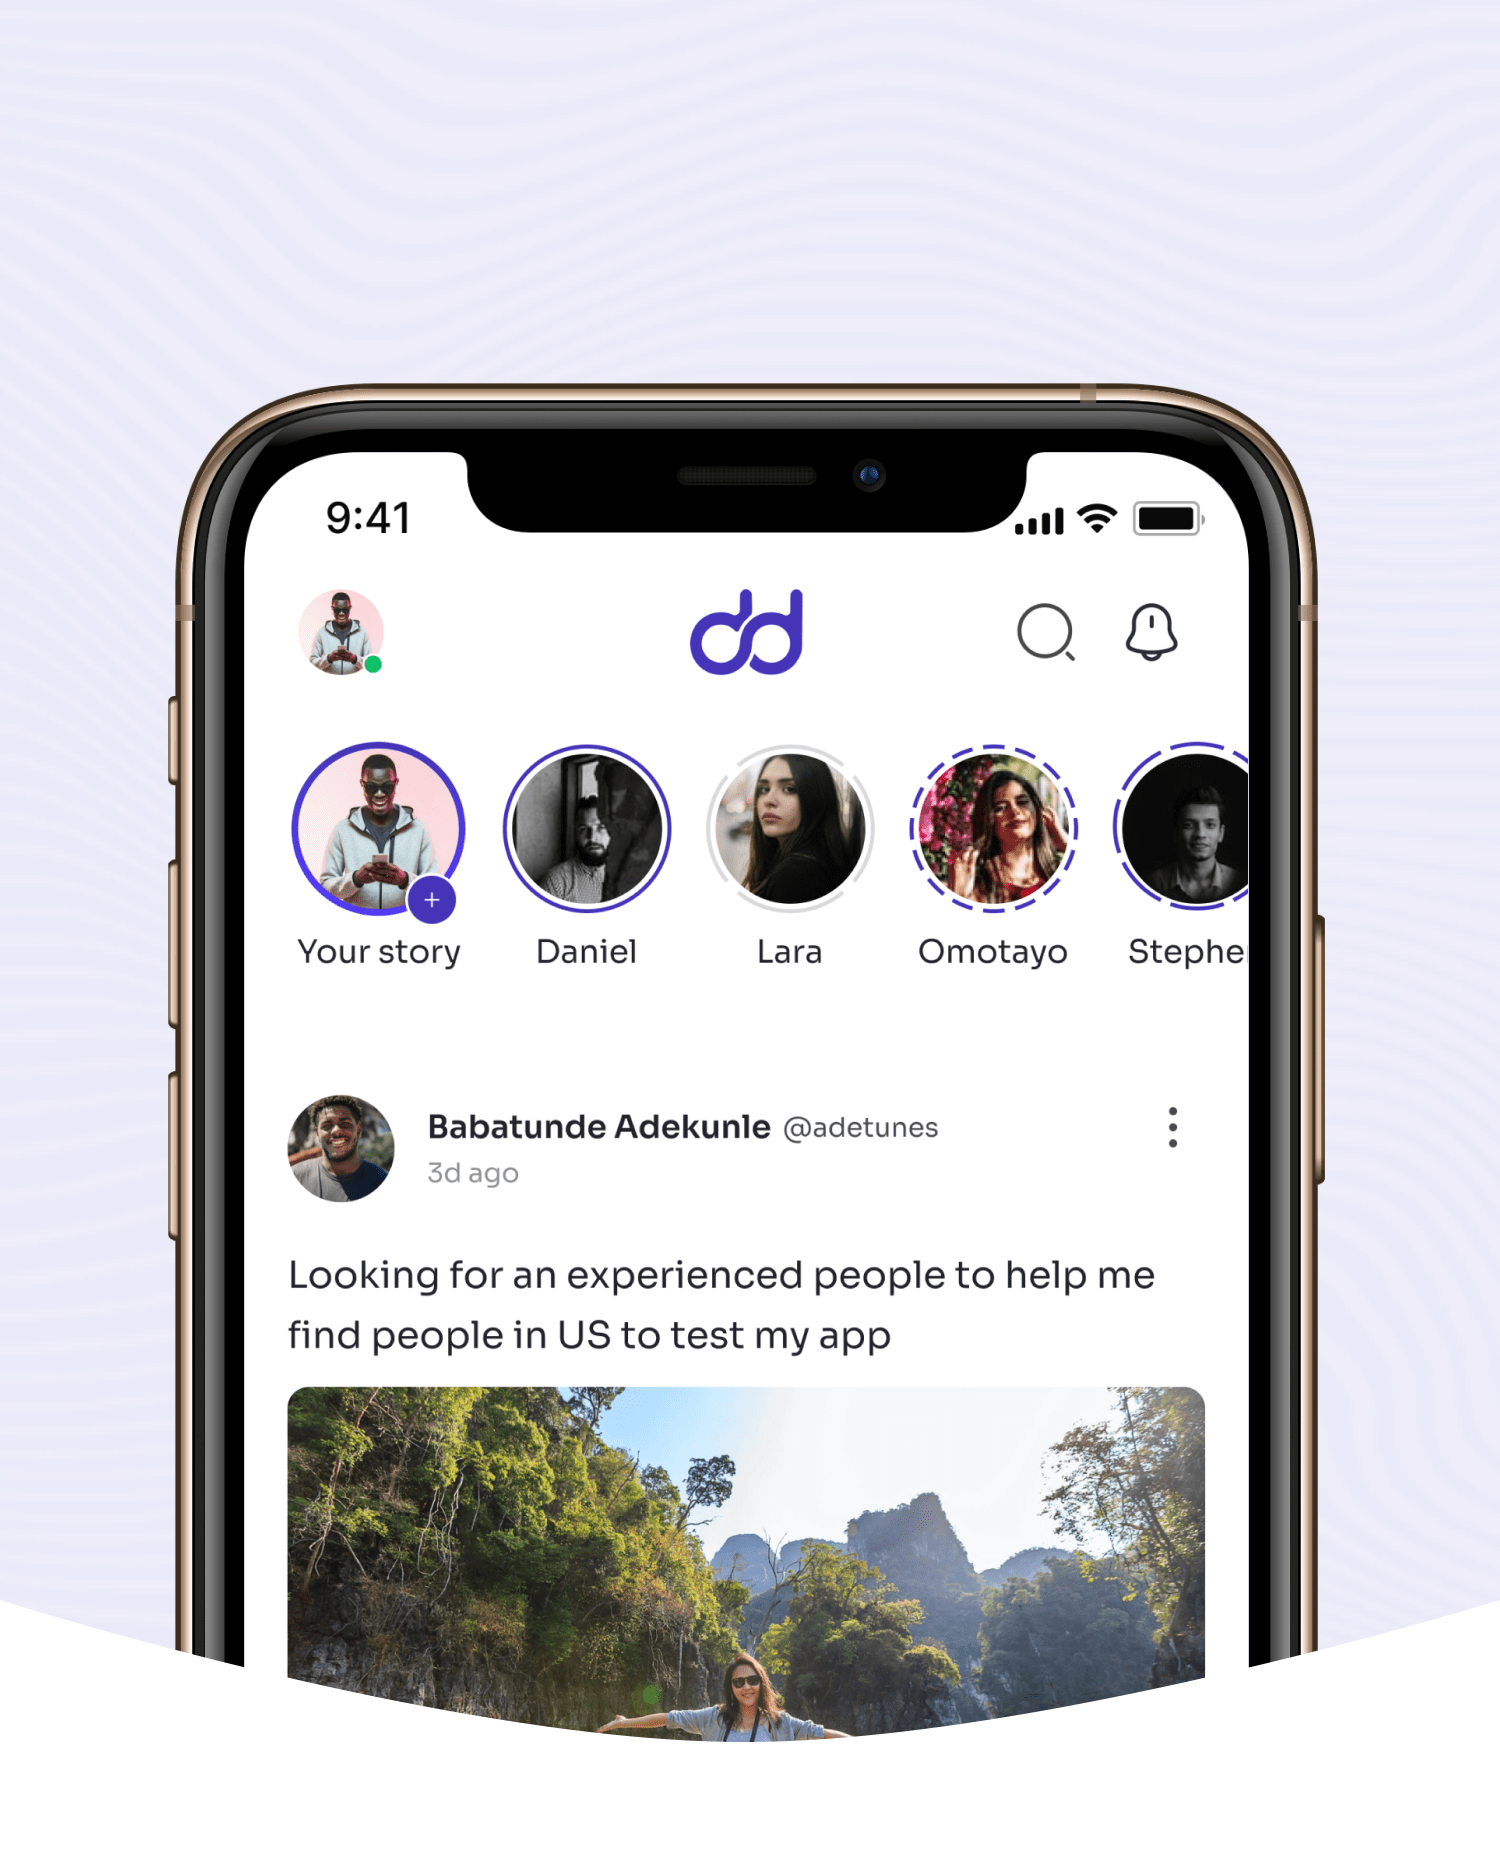 9:41
dd
Your story
Daniel
Lara
Omotayo
Babatunde Adekunle @adetunes
3d ago
Looking for an experienced people to help me
find people in US to test my app